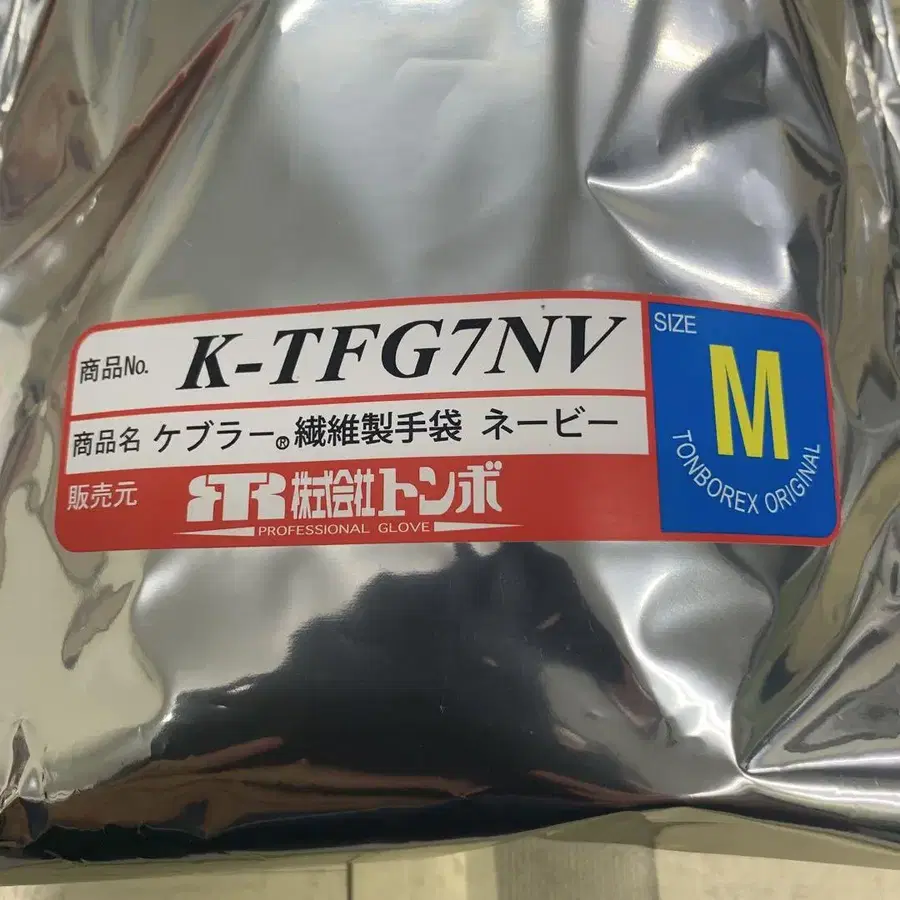 商品No. K-TFG7NV
商品名 ケブラー®繊維製手袋 ネービー
販売元 株式会社トンボ
PROFESSIONAL GLOVE
SIZE
M
TONBOREX ORIGINAL